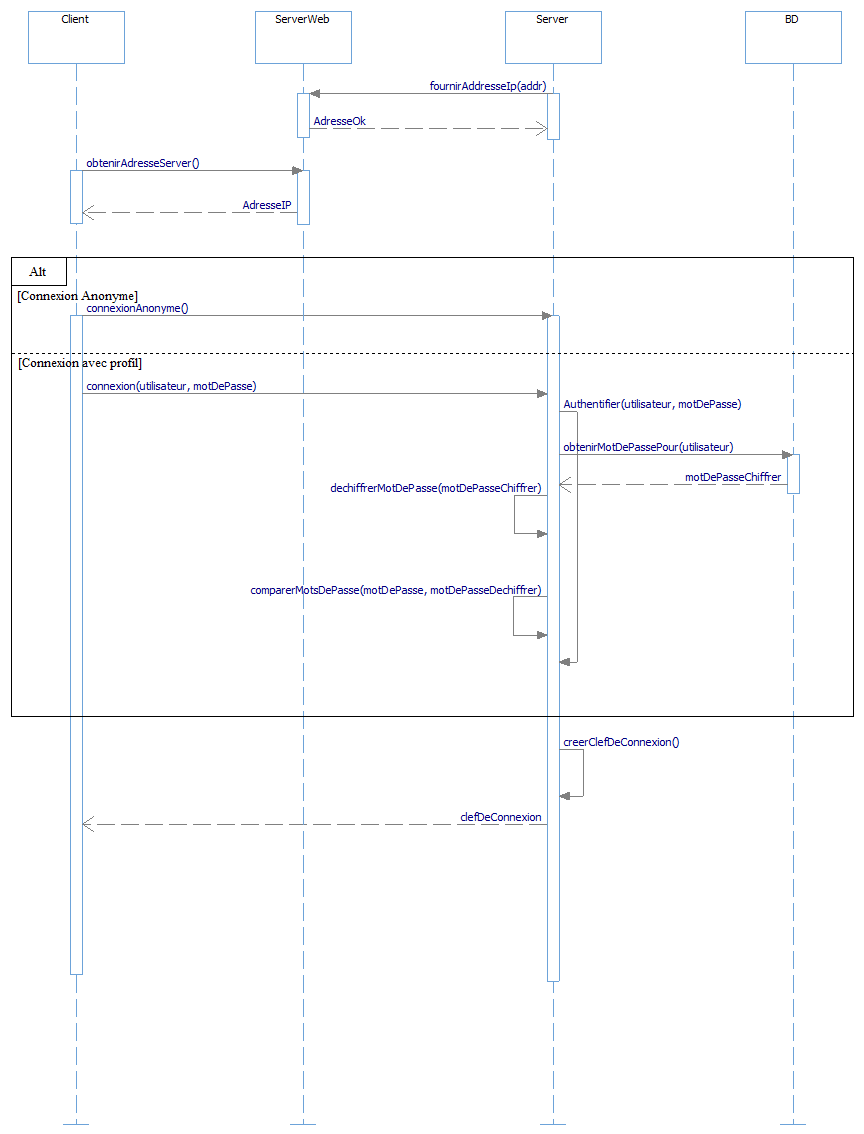 Client
ServerWeb
Server
BD
fournirAddresseIp(addr)
AdresseOk
obtenirAdresseServer()
AdresseIP
Alt
[Connexion Anonyme]
connexionAnonyme()
[Connexion avec profil]
connexion(utilisateur, motDePasse)
Authentifier(utilisateur, motDePasse)
obtenirMotDePassePour(utilisateur)
motDePasseChiffrer
dechiffrerMotDePasse(motDePasseChiffrer)
comparerMotsDePasse(motDePasse, motDePasseDechiffrer)
creerClefDeConnexion()
clefDeConnexion